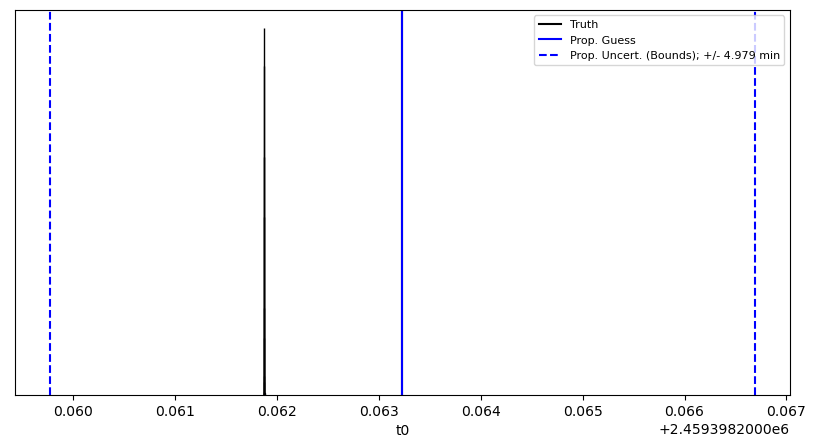 Truth
Prop. Guess
Prop. Uncert. (Bounds); +/- 4.979 min
0.060 0.061 0.062 0.063 0.064 0.065 0.066 0.067
t0
+2.4593982000e6